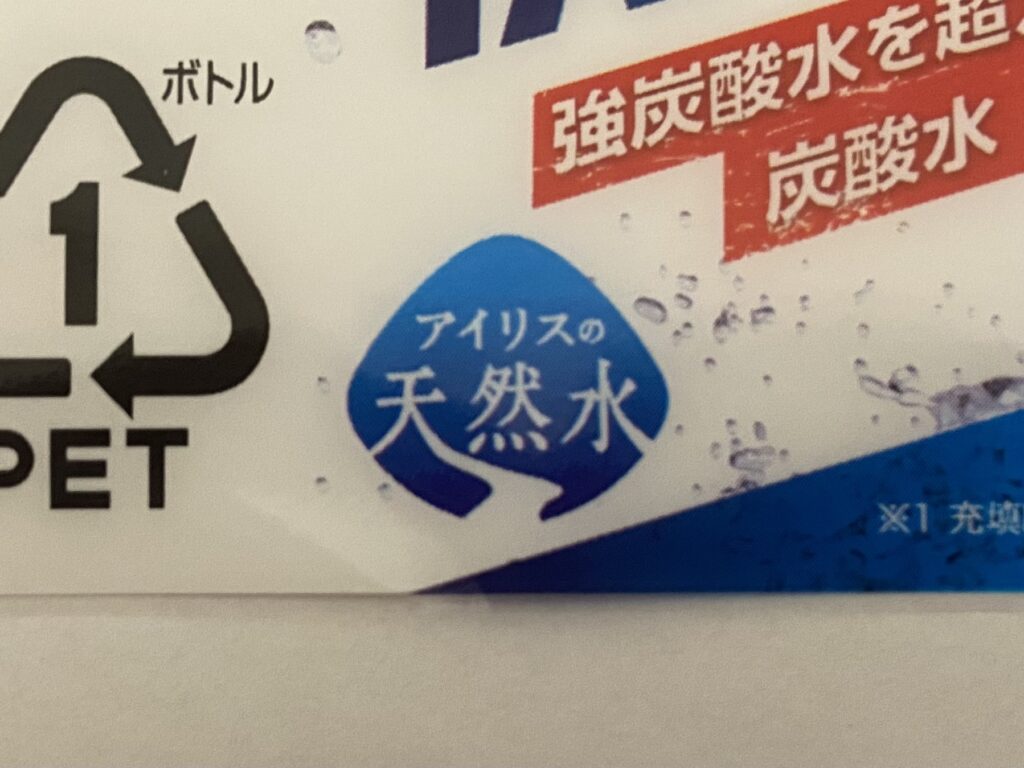 強炭酸水を超
炭酸水
ボトル
1
PET
アイリスの
天然水
※1 充填